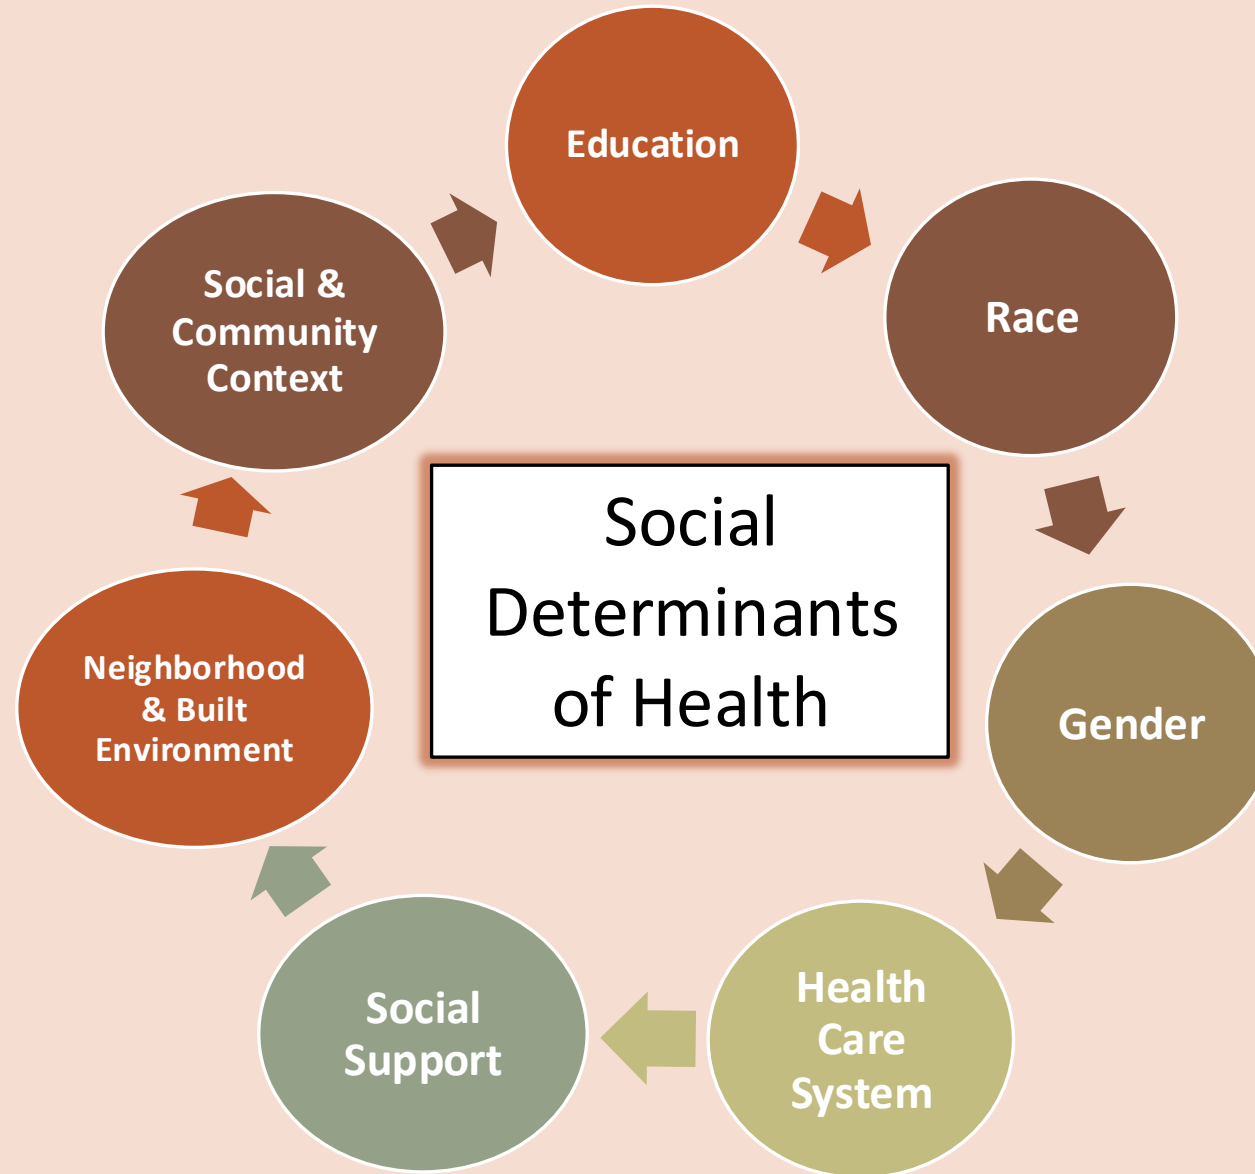 Education
Race
Gender
Health
Care
System
Social
Support
Neighborhood
& Built
Environment
Social &
Community
Context
Social
Determinants
of Health